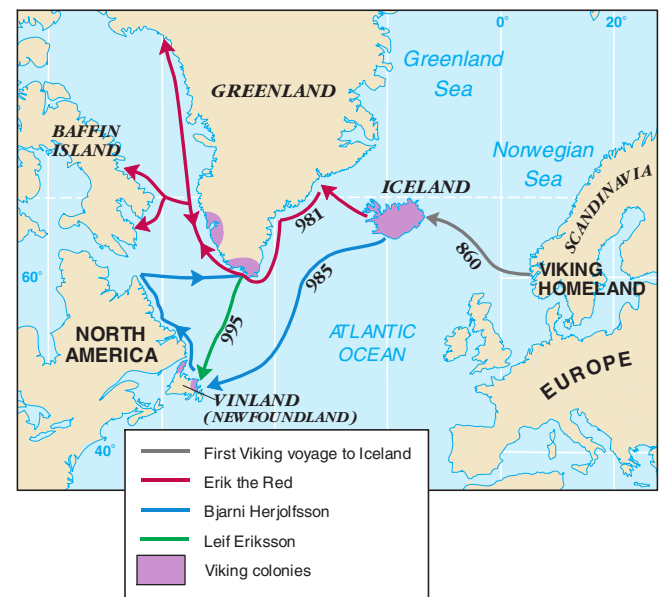 0°
20°
Greenland
Sea
GREENLAND
BAFFIN
ISLAND
Norwegian
Sea
ICELAND
SCANDINAVIA
981
860
985
60°
VIKING
HOMELAND
995
NORTH
AMERICA
ATLANTIC
OCEAN
EUROPE
VINLAND
(NEWFOUNDLAND)
40°
First Viking voyage to Iceland
Erik the Red
Bjarni Herjolfsson
Leif Eriksson
Viking colonies